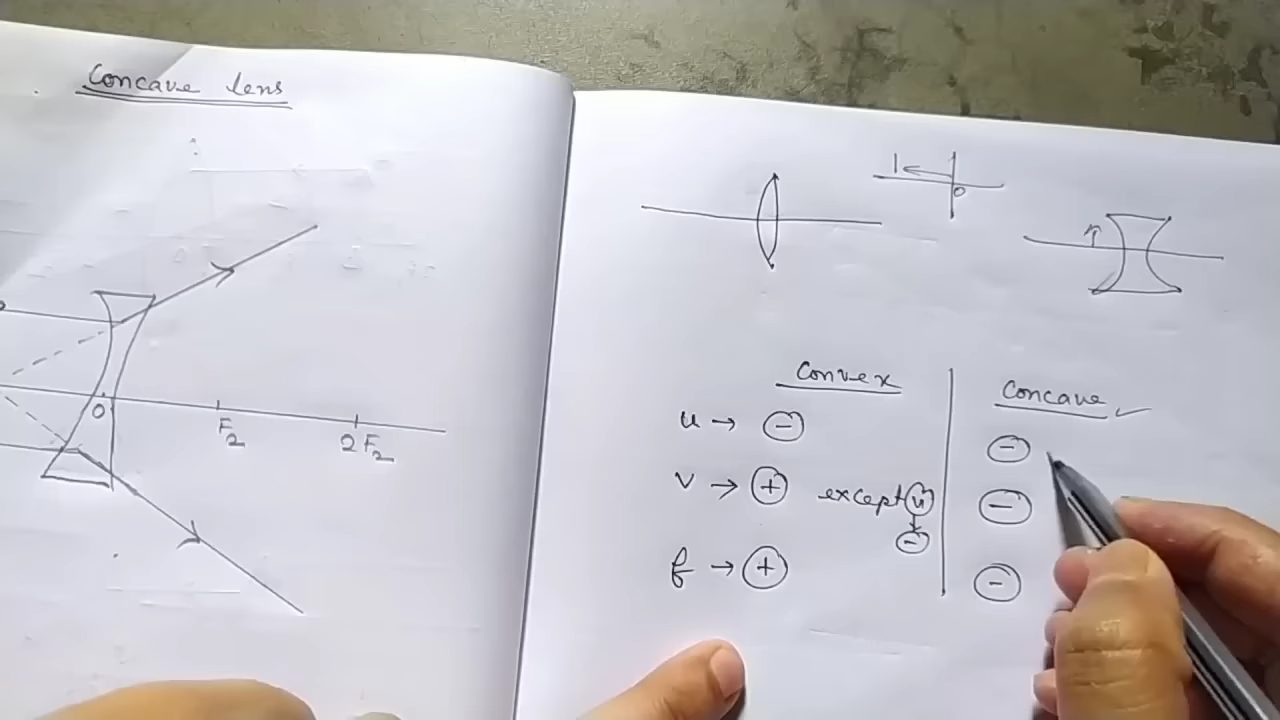 Concave lens
O
F2
2F2
O
Convex
Concave ✓
u → ⊖
⊖
v → ⊕ except u
⊖
→ ⊖
f → ⊕
⊖